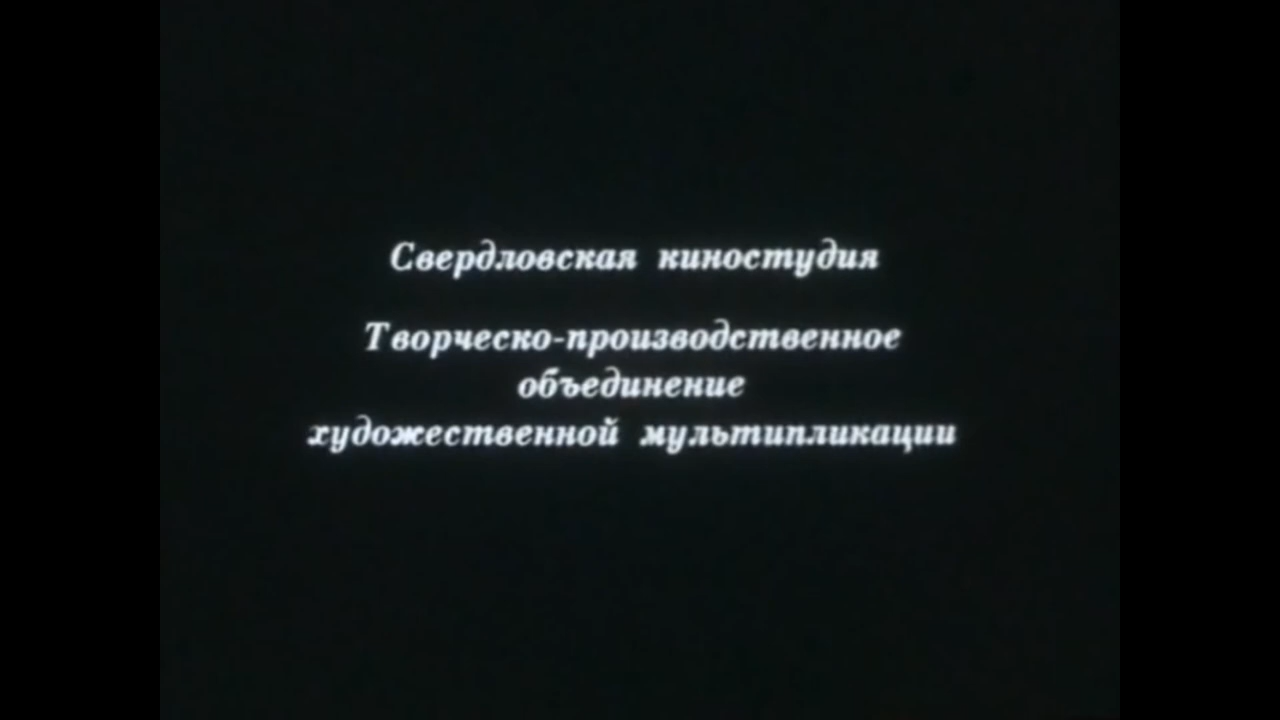 Свердловская киностудия
Творческо-производственное
объединение
художественной мультипликации